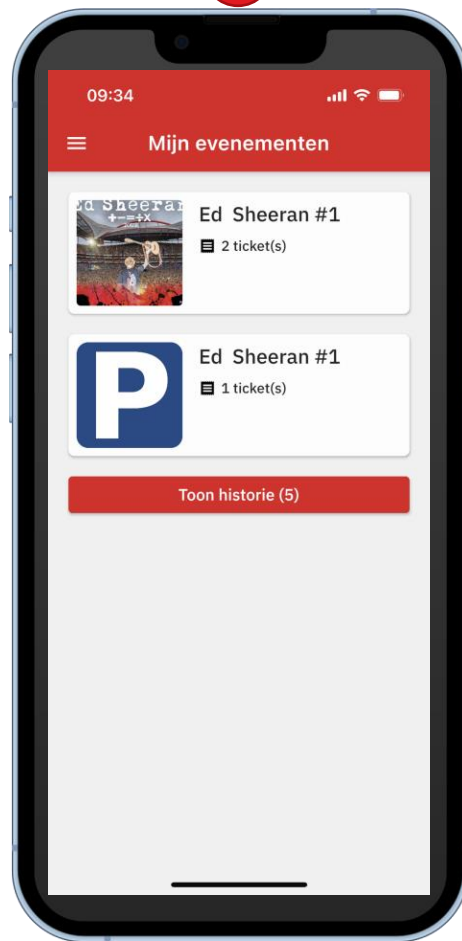 09:34
Mijn evenementen
Ed Sheeran
+-=÷x
Ed Sheeran #1
2 ticket(s)
P
Ed Sheeran #1
1 ticket(s)
Toon historie (5)